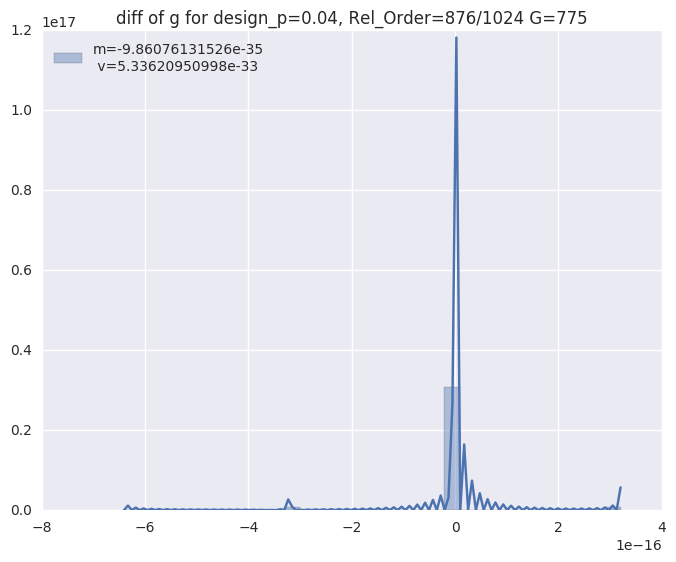 diff of g for design_p=0.04, Rel_Order=876/1024 G=775
1e17
m=-9.86076131526e-35
v=5.33620950998e-33
1.2
1.0
0.8
0.6
0.4
0.2
0.0
−8 −6 −4 −2 0 2 4
1e−16